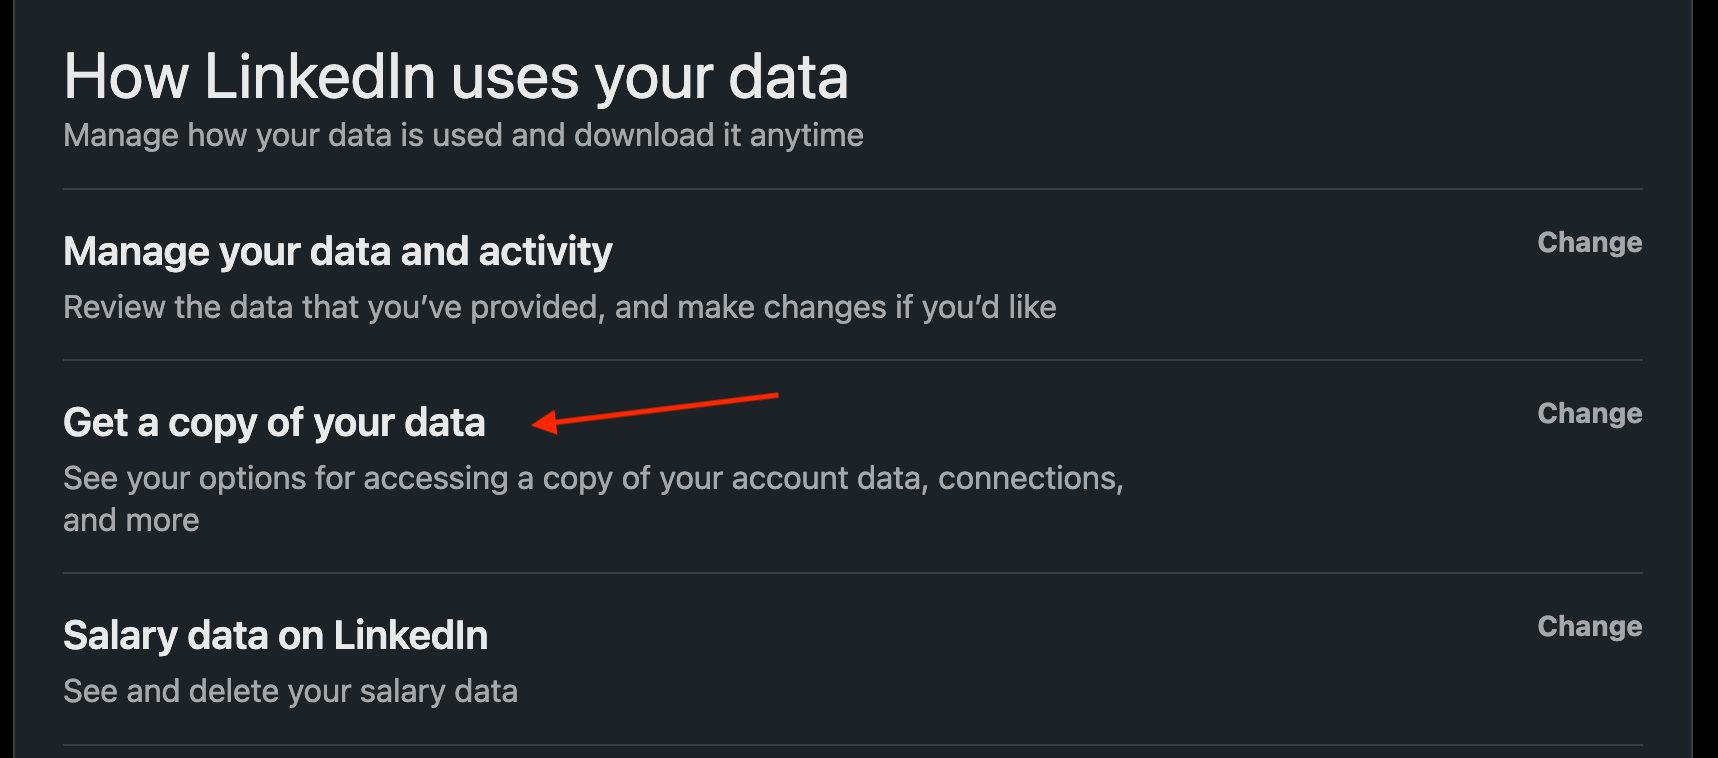 How LinkedIn uses your data
Manage how your data is used and download it anytime
Manage your data and activity
Change
Review the data that you’ve provided, and make changes if you’d like
Get a copy of your data
Change
See your options for accessing a copy of your account data, connections,
and more
Salary data on LinkedIn
Change
See and delete your salary data